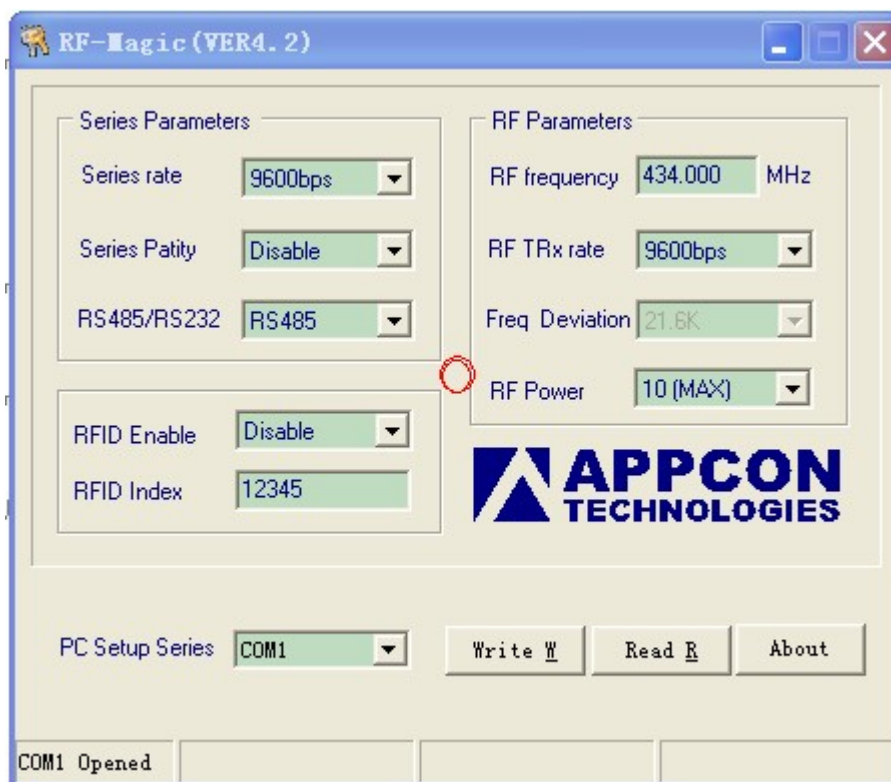 RF-Magic(VER4.2)
Series Parameters
Series rate 9600bps
Series Patity Disable
RS485/RS232 RS485
RF Parameters
RF frequency 434.000 MHz
RF TRx rate 9600bps
Freq Deviation 21.6K
RF Power 10 (MAX)
RFID Enable Disable
RFID Index 12345
APPCON
TECHNOLOGIES
PC Setup Series COM1 Write W Read R About
COM1 Opened